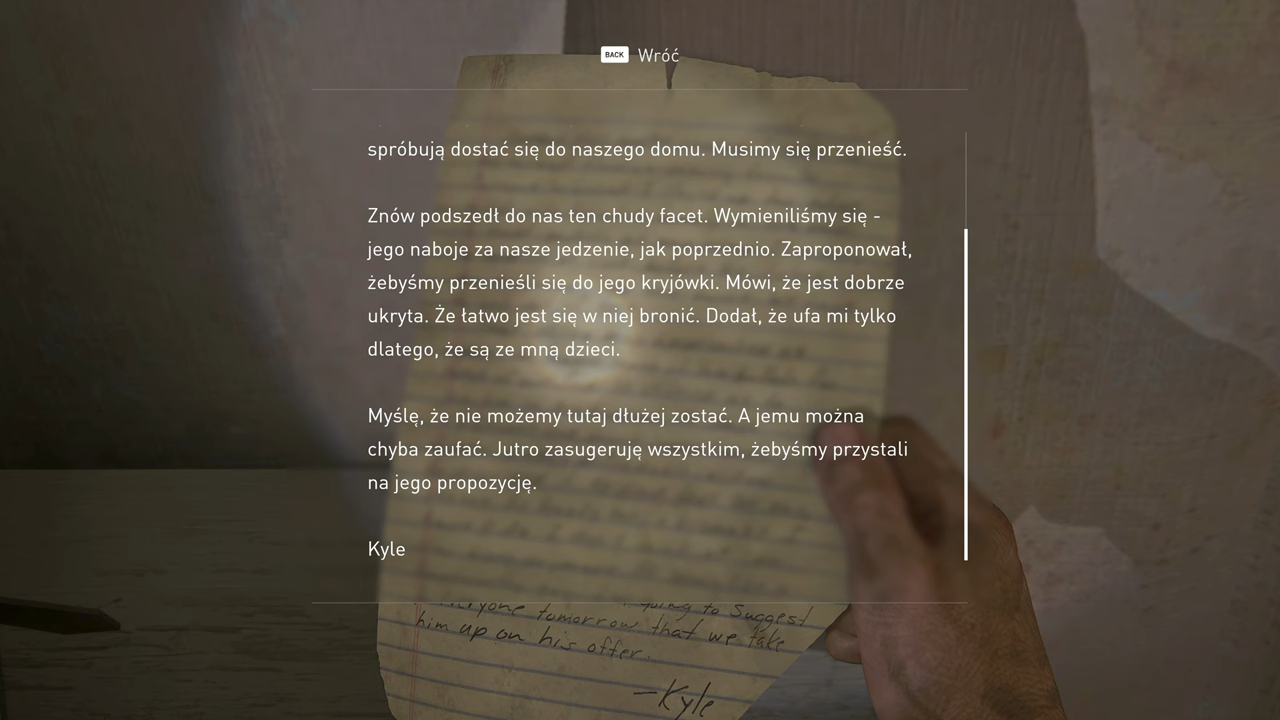 BACK Wróć
spróbują dostać się do naszego domu. Musimy się przenieść.
Znów podszedł do nas ten chudy facet. Wymieniliśmy się -
jego naboje za nasze jedzenie, jak poprzednio. Zaproponował,
żebyśmy przenieśli się do jego kryjówki. Mówi, że jest dobrze
ukryta. Że łatwo jest się w niej bronić. Dodał, że ufa mi tylko
dlatego, że są ze mną dzieci.
Myślę, że nie możemy tutaj dłużej zostać. A jemu można
chyba zaufać. Jutro zasugeruję wszystkim, żebyśmy przystali
na jego propozycję.
Kyle
going to suggest
everyone tomorrow that we take
him up on his offer.
—Kyle